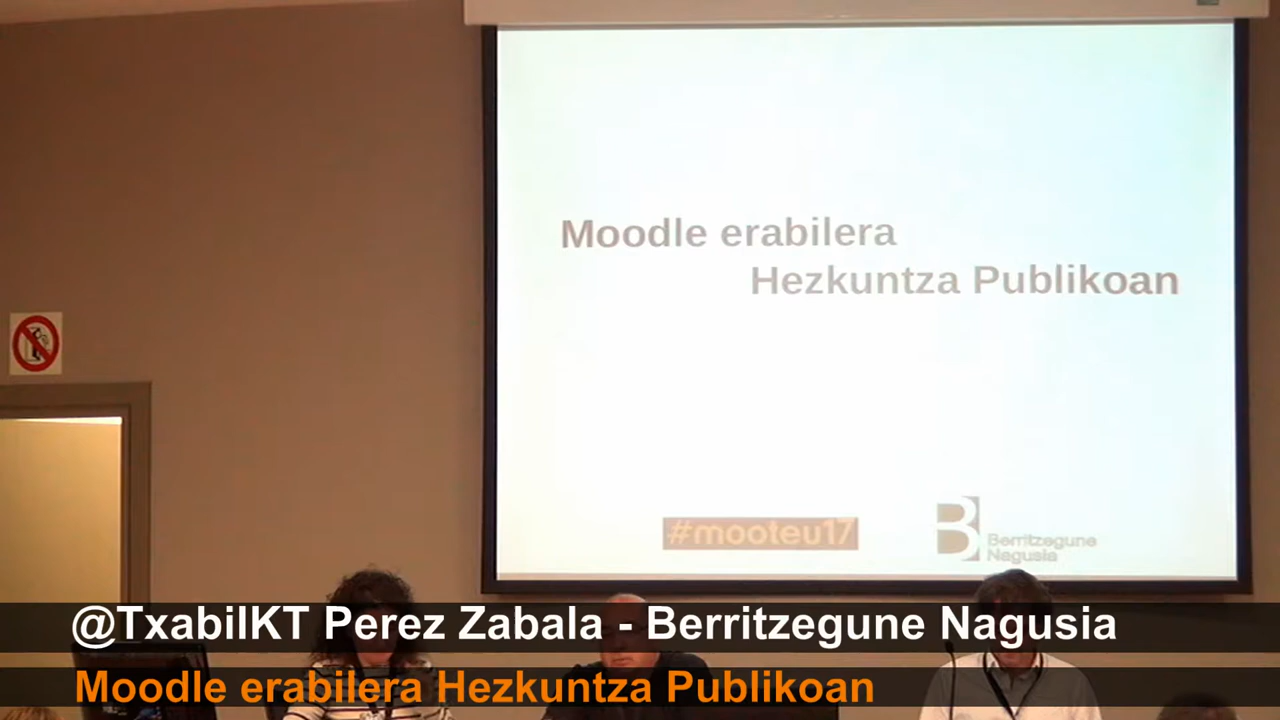 Moodle erabilera
Hezkuntza Publikoan
#mooteu17
B
Berritzegune
Nagusia
@TxabiIKT Perez Zabala - Berritzegune Nagusia
Moodle erabilera Hezkuntza Publikoan